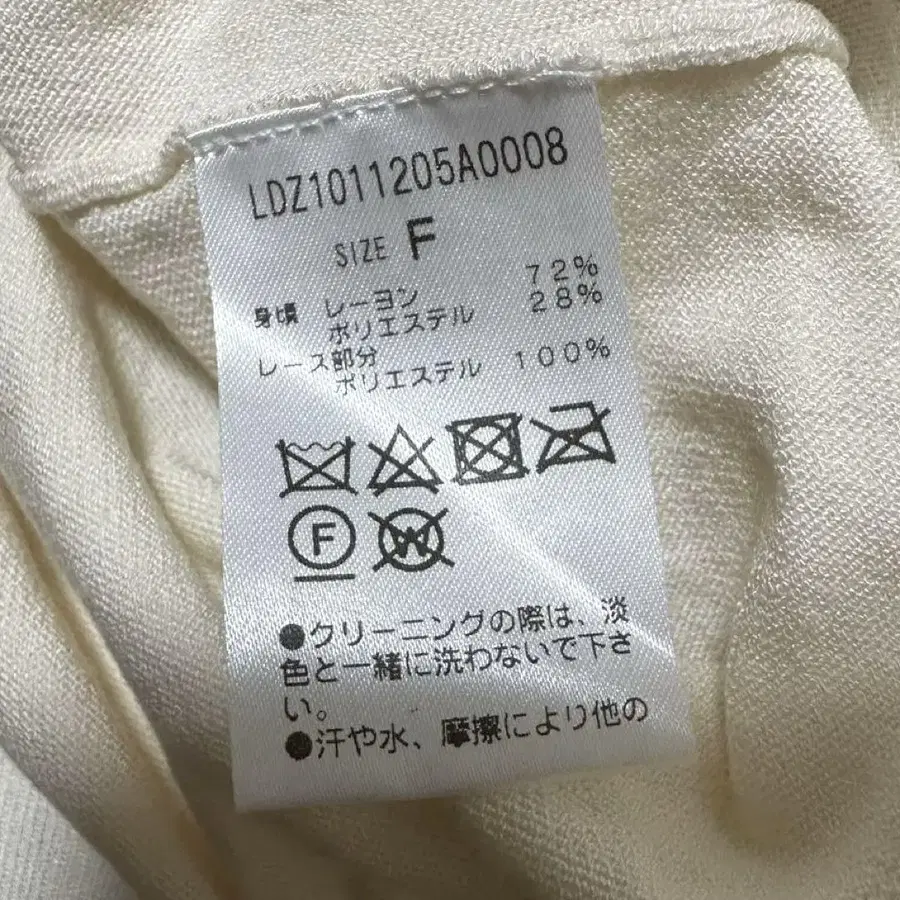 LDZ1011205A0008
SIZE F
身頃 レーヨン 72%
ポリエステル 28%
レース部分
ポリエステル 100%
F W
●クリーニングの際は、淡
色と一緒に洗わないで下さ
い。
●汗や水、摩擦により他の